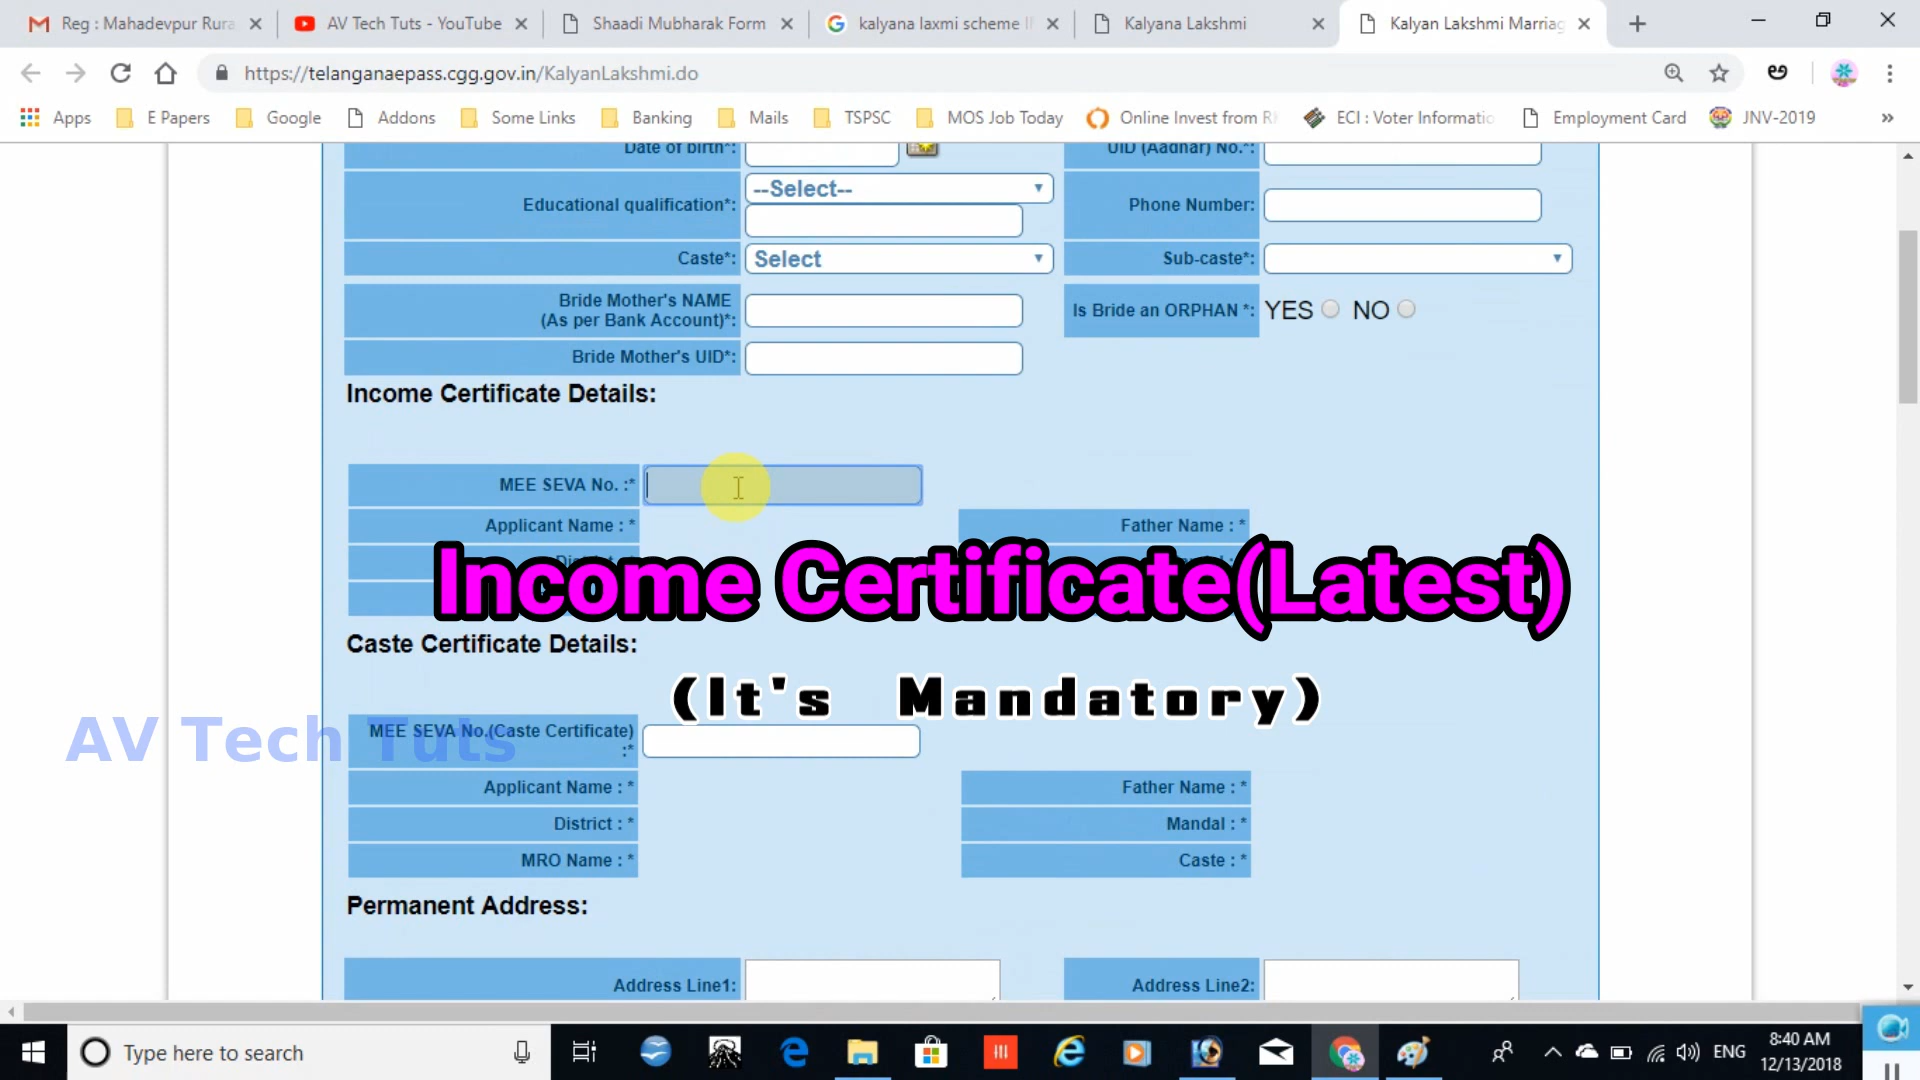 Reg : Mahadevpur Rura
AV Tech Tuts - YouTube
Shaadi Mubharak Form
kalyana laxmi scheme
Kalyana Lakshmi
Kalyan Lakshmi Marriag
https://telanganaepass.cgg.gov.in/KalyanLakshmi.do
Apps
E Papers
Google
Addons
Some Links
Banking
Mails
TSPSC
MOS Job Today
Online Invest from
ECI : Voter Informatio
Employment Card
JNV-2019
»
Date of birth*:
UID (Aadhar) No.*:
Educational qualification*:
--Select--
Phone Number:
Caste*:
Select
Sub-caste*:
Bride Mother's NAME
(As per Bank Account)*:
Is Bride an ORPHAN *:
YES
NO
Bride Mother's UID*:
Income Certificate Details:
MEE SEVA No. :*
Applicant Name : *
Father Name : *
Income Certificate(Latest)
Caste Certificate Details:
(It's Mandatory)
AV Tech Tuts
MEE SEVA No.(Caste Certificate)
:*
Applicant Name : *
Father Name : *
District : *
Mandal : *
MRO Name : *
Caste : *
Permanent Address:
Address Line1:
Address Line2:
Type here to search
ENG
8:40 AM
12/13/2018